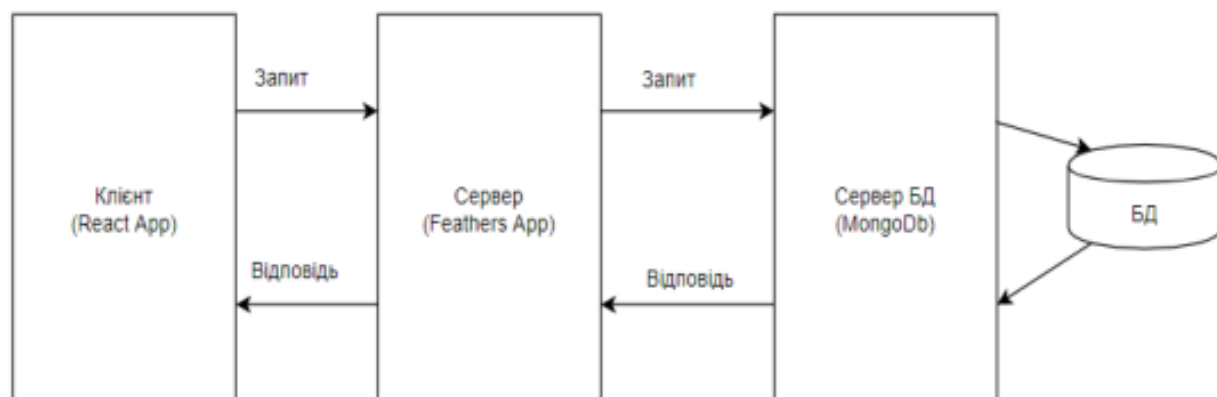 Запит
Запит
Клієнт
(React App)
Сервер
(Feathers App)
Сервер БД
(MongoDb)
БД
Відповідь
Відповідь